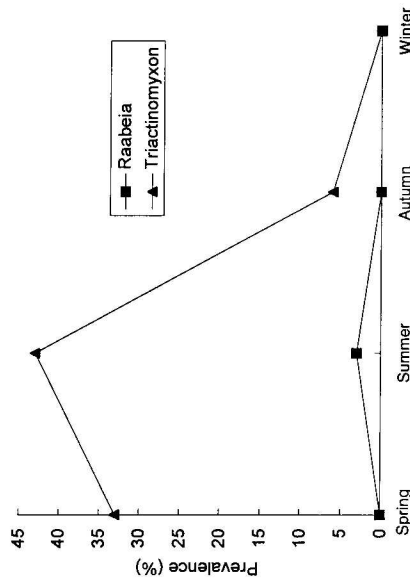 Prevalence (%)
45
40
35
30
25
20
15
10
5
0
Spring
Summer
Autumn
Winter
Raabeia
Triactinomyxon